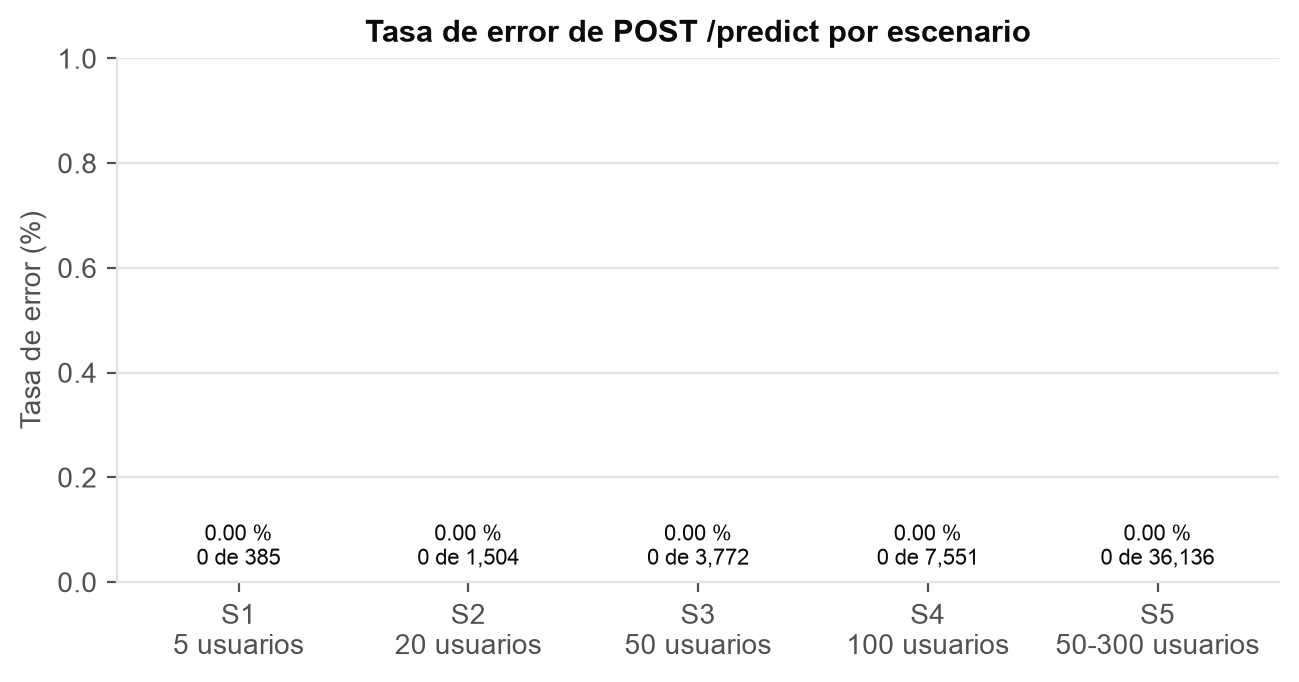 Tasa de error de POST /predict por escenario
Tasa de error (%)
1.0
0.8
0.6
0.4
0.2
0.0
0.00 %
0 de 385
0.00 %
0 de 1,504
0.00 %
0 de 3,772
0.00 %
0 de 7,551
0.00 %
0 de 36,136
S1
5 usuarios
S2
20 usuarios
S3
50 usuarios
S4
100 usuarios
S5
50-300 usuarios